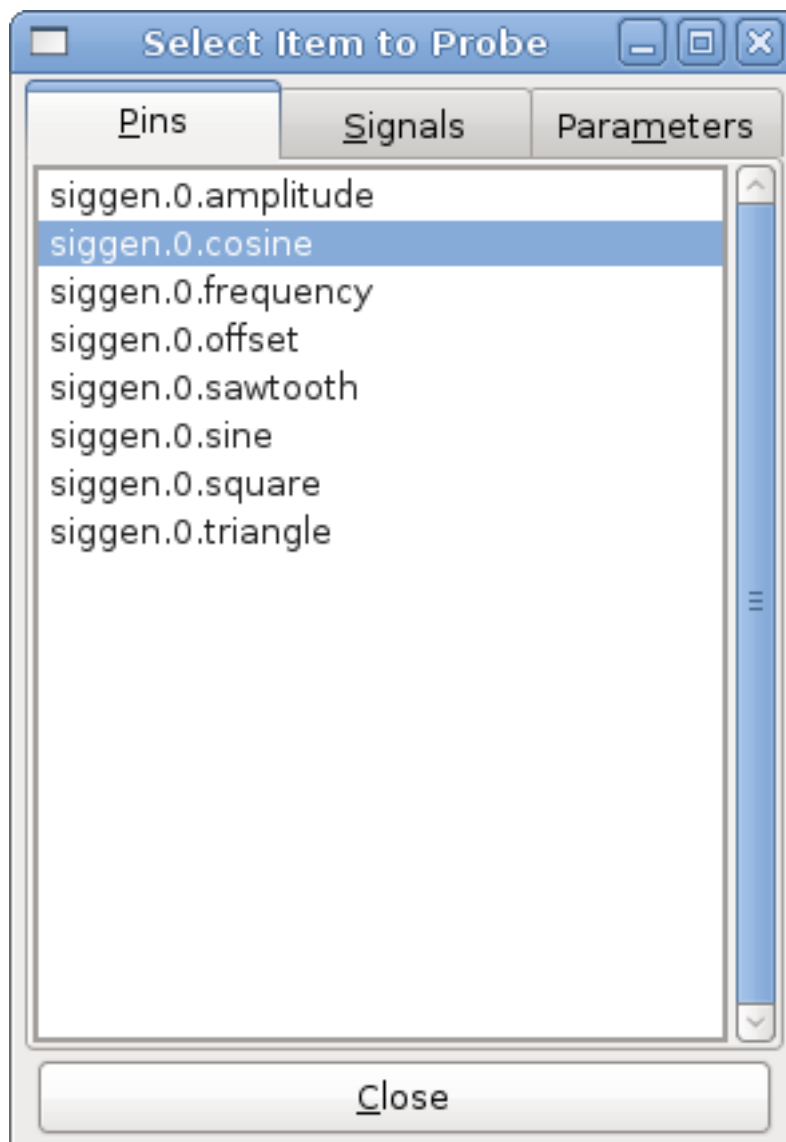 Select Item to Probe
Pins Signals Parameters
siggen.0.amplitude
siggen.0.cosine
siggen.0.frequency
siggen.0.offset
siggen.0.sawtooth
siggen.0.sine
siggen.0.square
siggen.0.triangle
Close